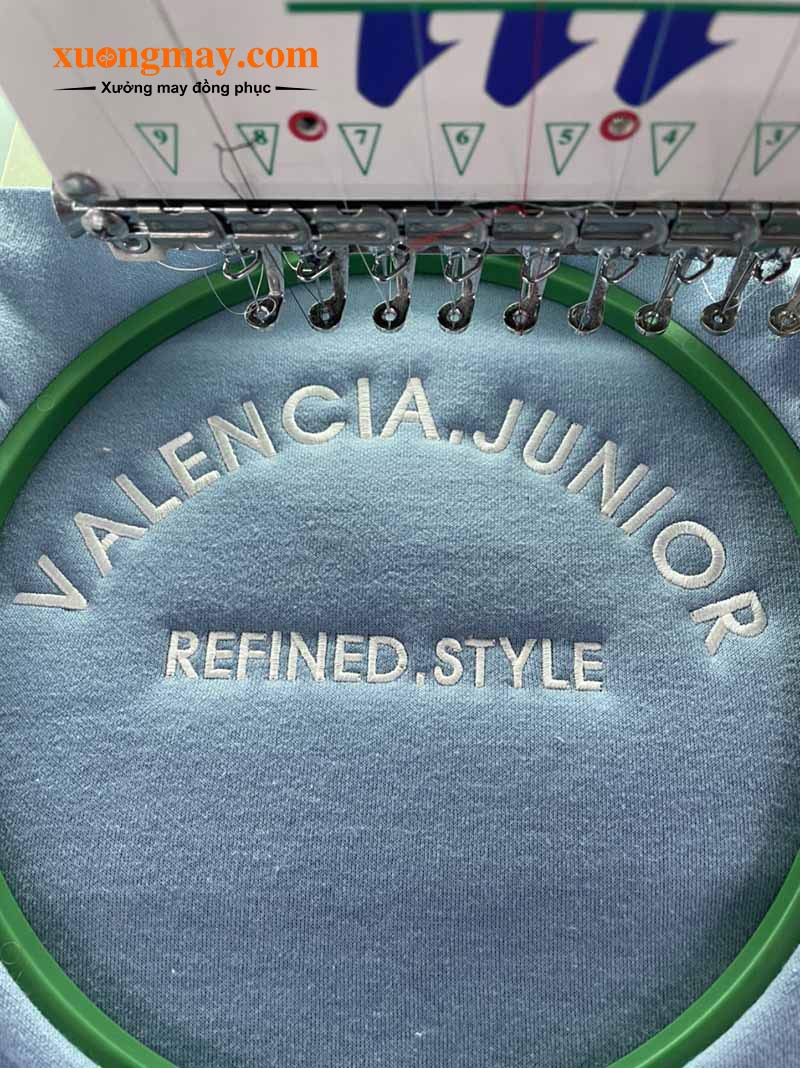 xuongmay.com
Xưởng may đồng phục
9 8 7 6 5 4 3
VALENCIA.JUNIOR
REFINED.STYLE